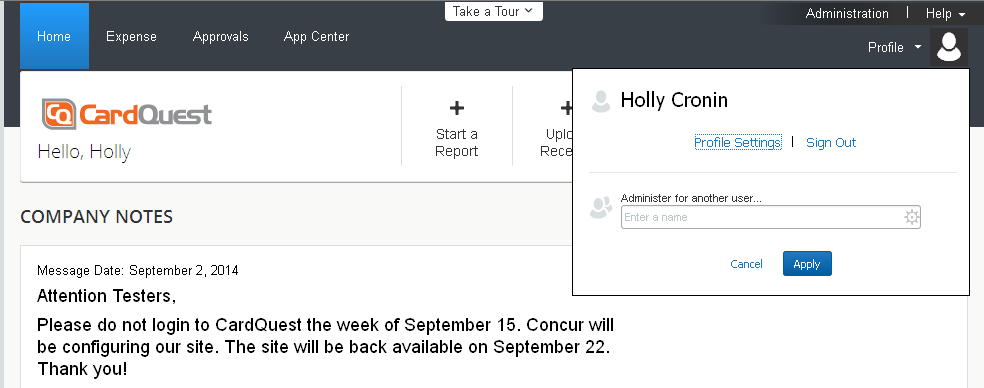 Take a Tour
Administration | Help
Home Expense Approvals App Center
Profile
CQ CardQuest
Hello, Holly
+ Start a
Report
+ Uplo
Rece
Holly Cronin
Profile Settings | Sign Out
Administer for another user...
Enter a name
Cancel Apply
COMPANY NOTES
Message Date: September 2, 2014
Attention Testers,
Please do not login to CardQuest the week of September 15. Concur will
be configuring our site. The site will be back available on September 22.
Thank you!